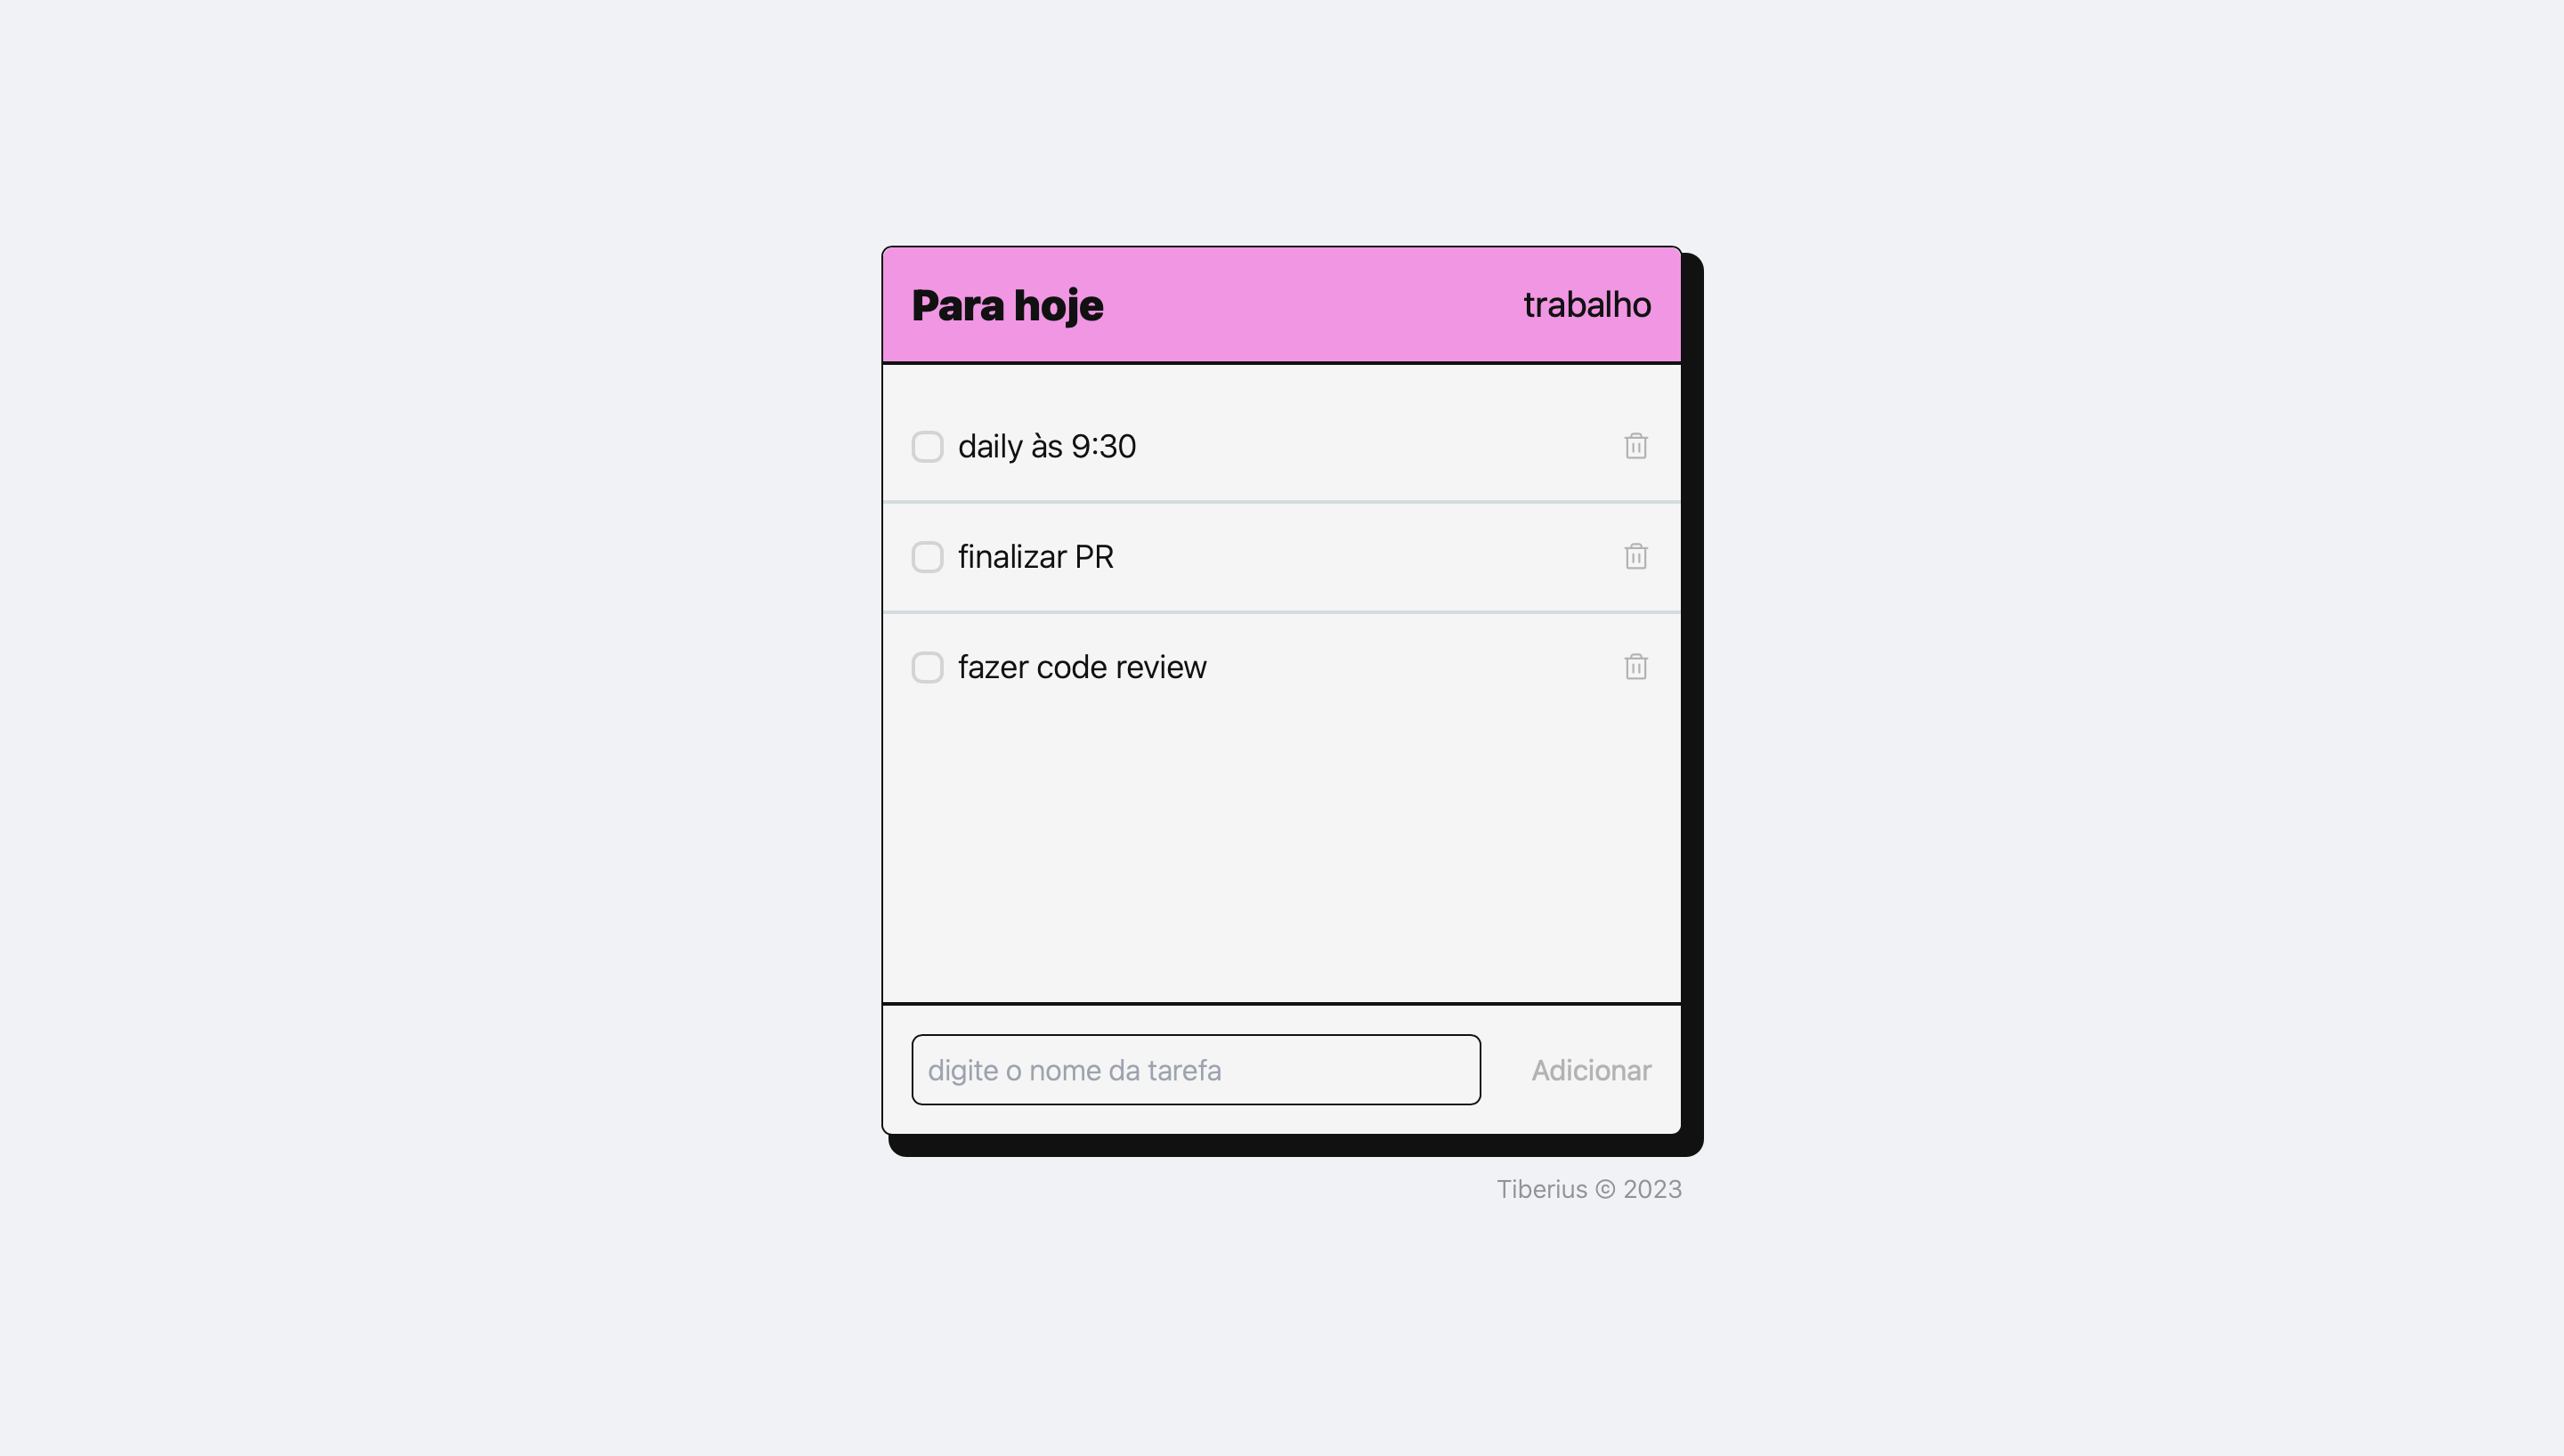 Para hoje
trabalho
daily às 9:30
finalizar PR
fazer code review
digite o nome da tarefa
Adicionar
Tiberius © 2023